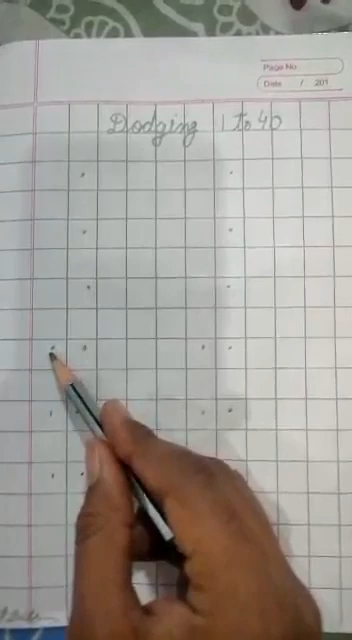 Page No.
Date / 201
Dodging 1 to 40